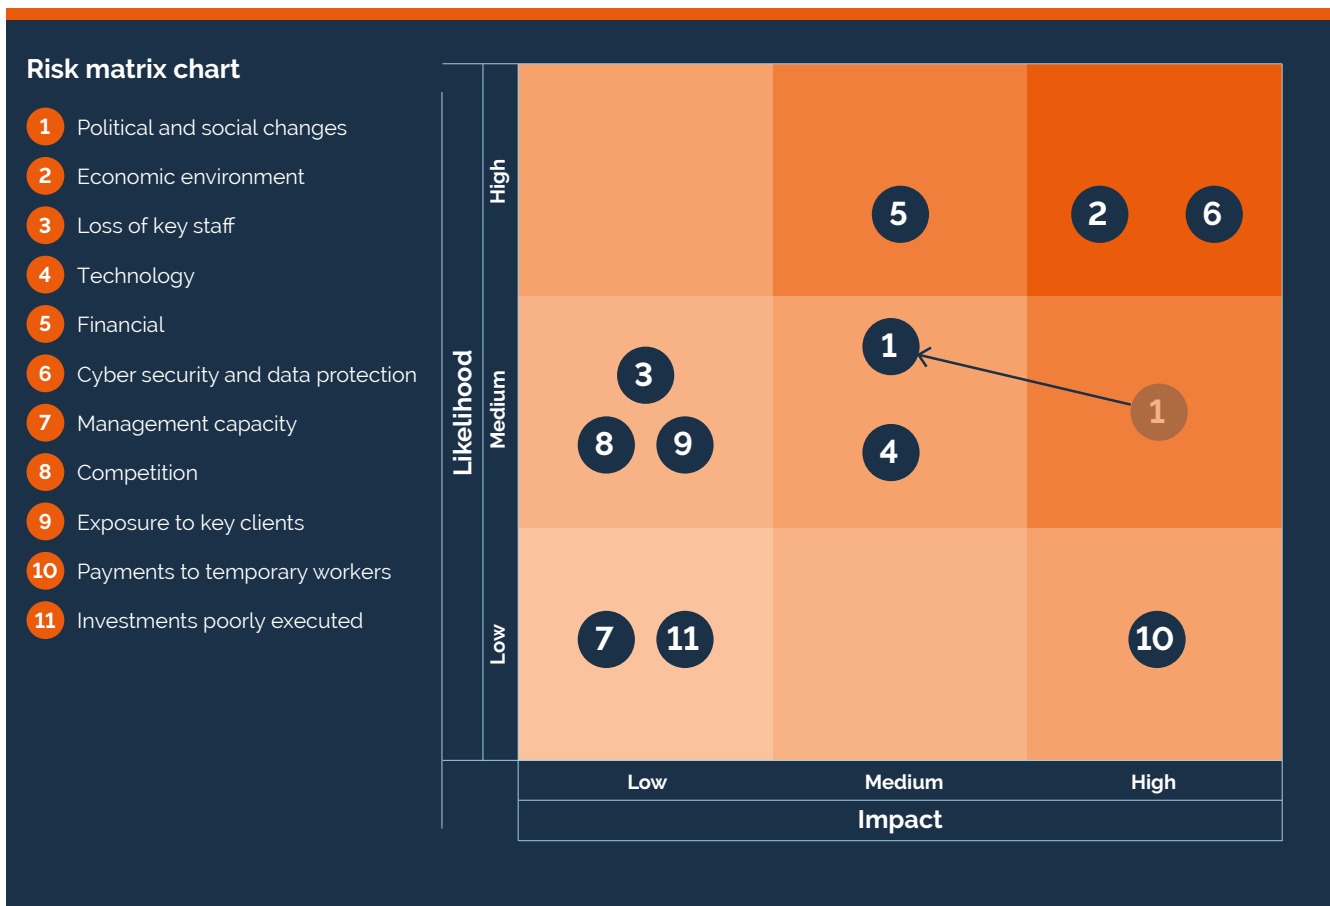 Risk matrix chart
1 Political and social changes
2 Economic environment
3 Loss of key staff
4 Technology
5 Financial
6 Cyber security and data protection
7 Management capacity
8 Competition
9 Exposure to key clients
10 Payments to temporary workers
11 Investments poorly executed
Likelihood
High
Medium
Low
5 2 6
1
3
1
8 9 4
7 11 10
Low Medium High
Impact